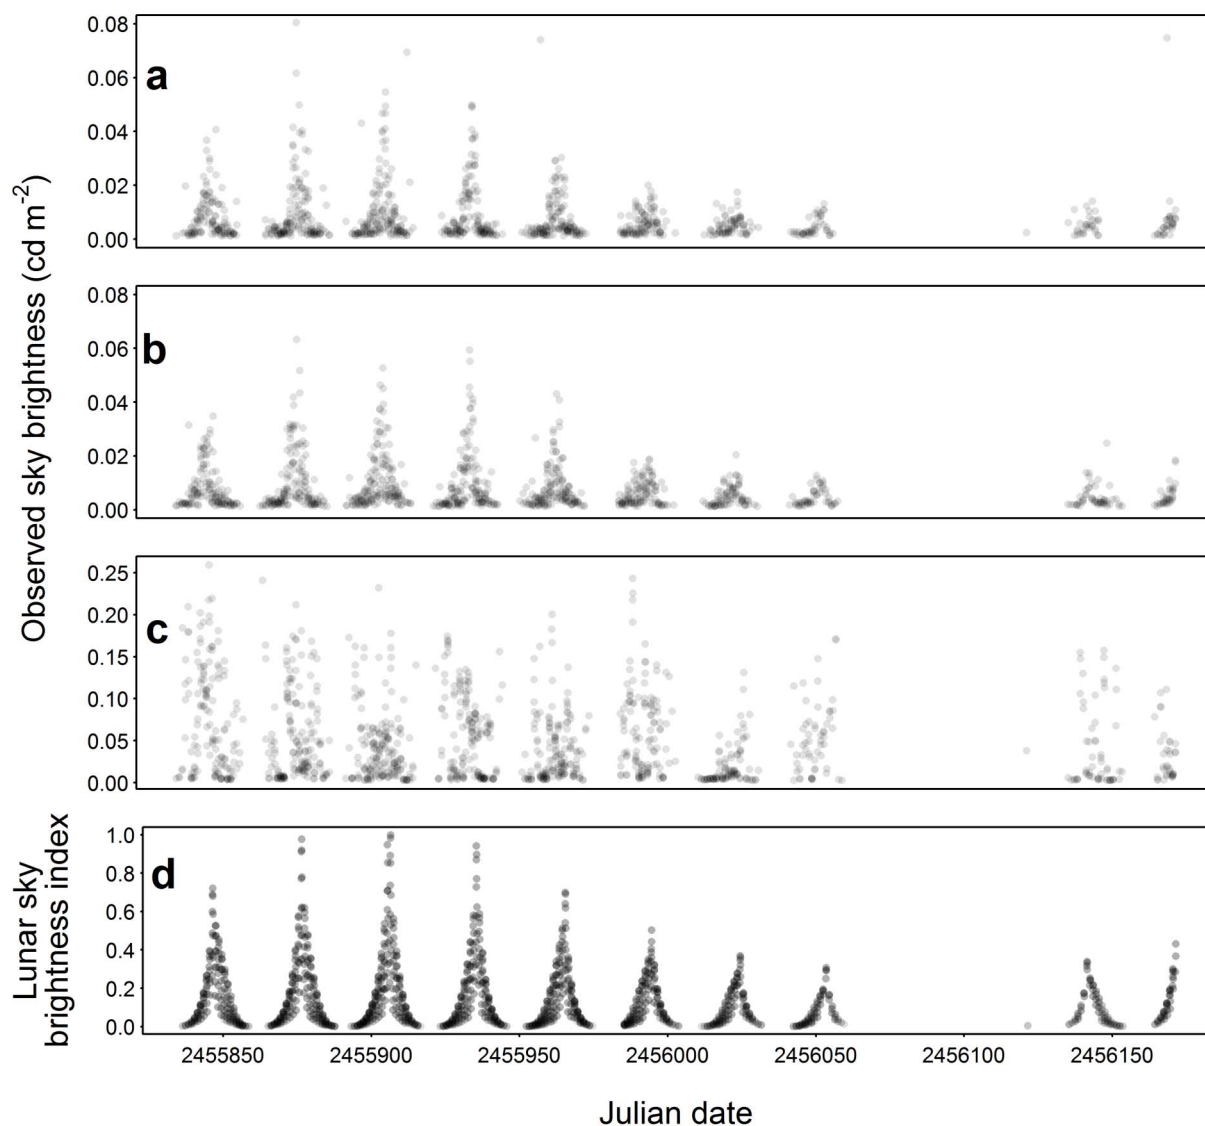 Observed sky brightness (cd m⁻²)
a
0.08
0.06
0.04
0.02
0.00
b
0.08
0.06
0.04
0.02
0.00
c
0.25
0.20
0.15
0.10
0.05
0.00
Lunar sky
brightness index
d
1.0
0.8
0.6
0.4
0.2
0.0
2455850 2455900 2455950 2456000 2456050 2456100 2456150
Julian date